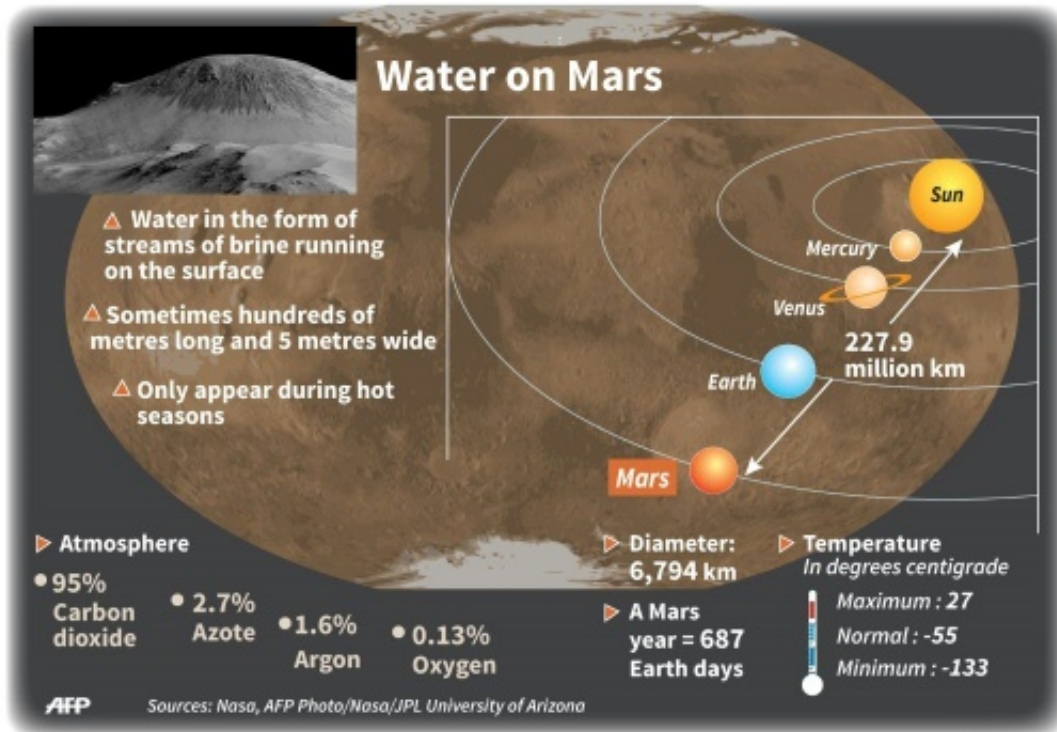 Water on Mars
Water in the form of
streams of brine running
on the surface
Sometimes hundreds of
metres long and 5 metres wide
Only appear during hot
seasons
Sun
Mercury
Venus
227.9
million km
Earth
Mars
Atmosphere
95%
Carbon
dioxide
2.7%
Azote
1.6%
Argon
0.13%
Oxygen
Diameter:
6,794 km
A Mars
year = 687
Earth days
Temperature
In degrees centigrade
Maximum : 27
Normal : -55
Minimum : -133
AFP
Sources: Nasa, AFP Photo/Nasa/JPL University of Arizona